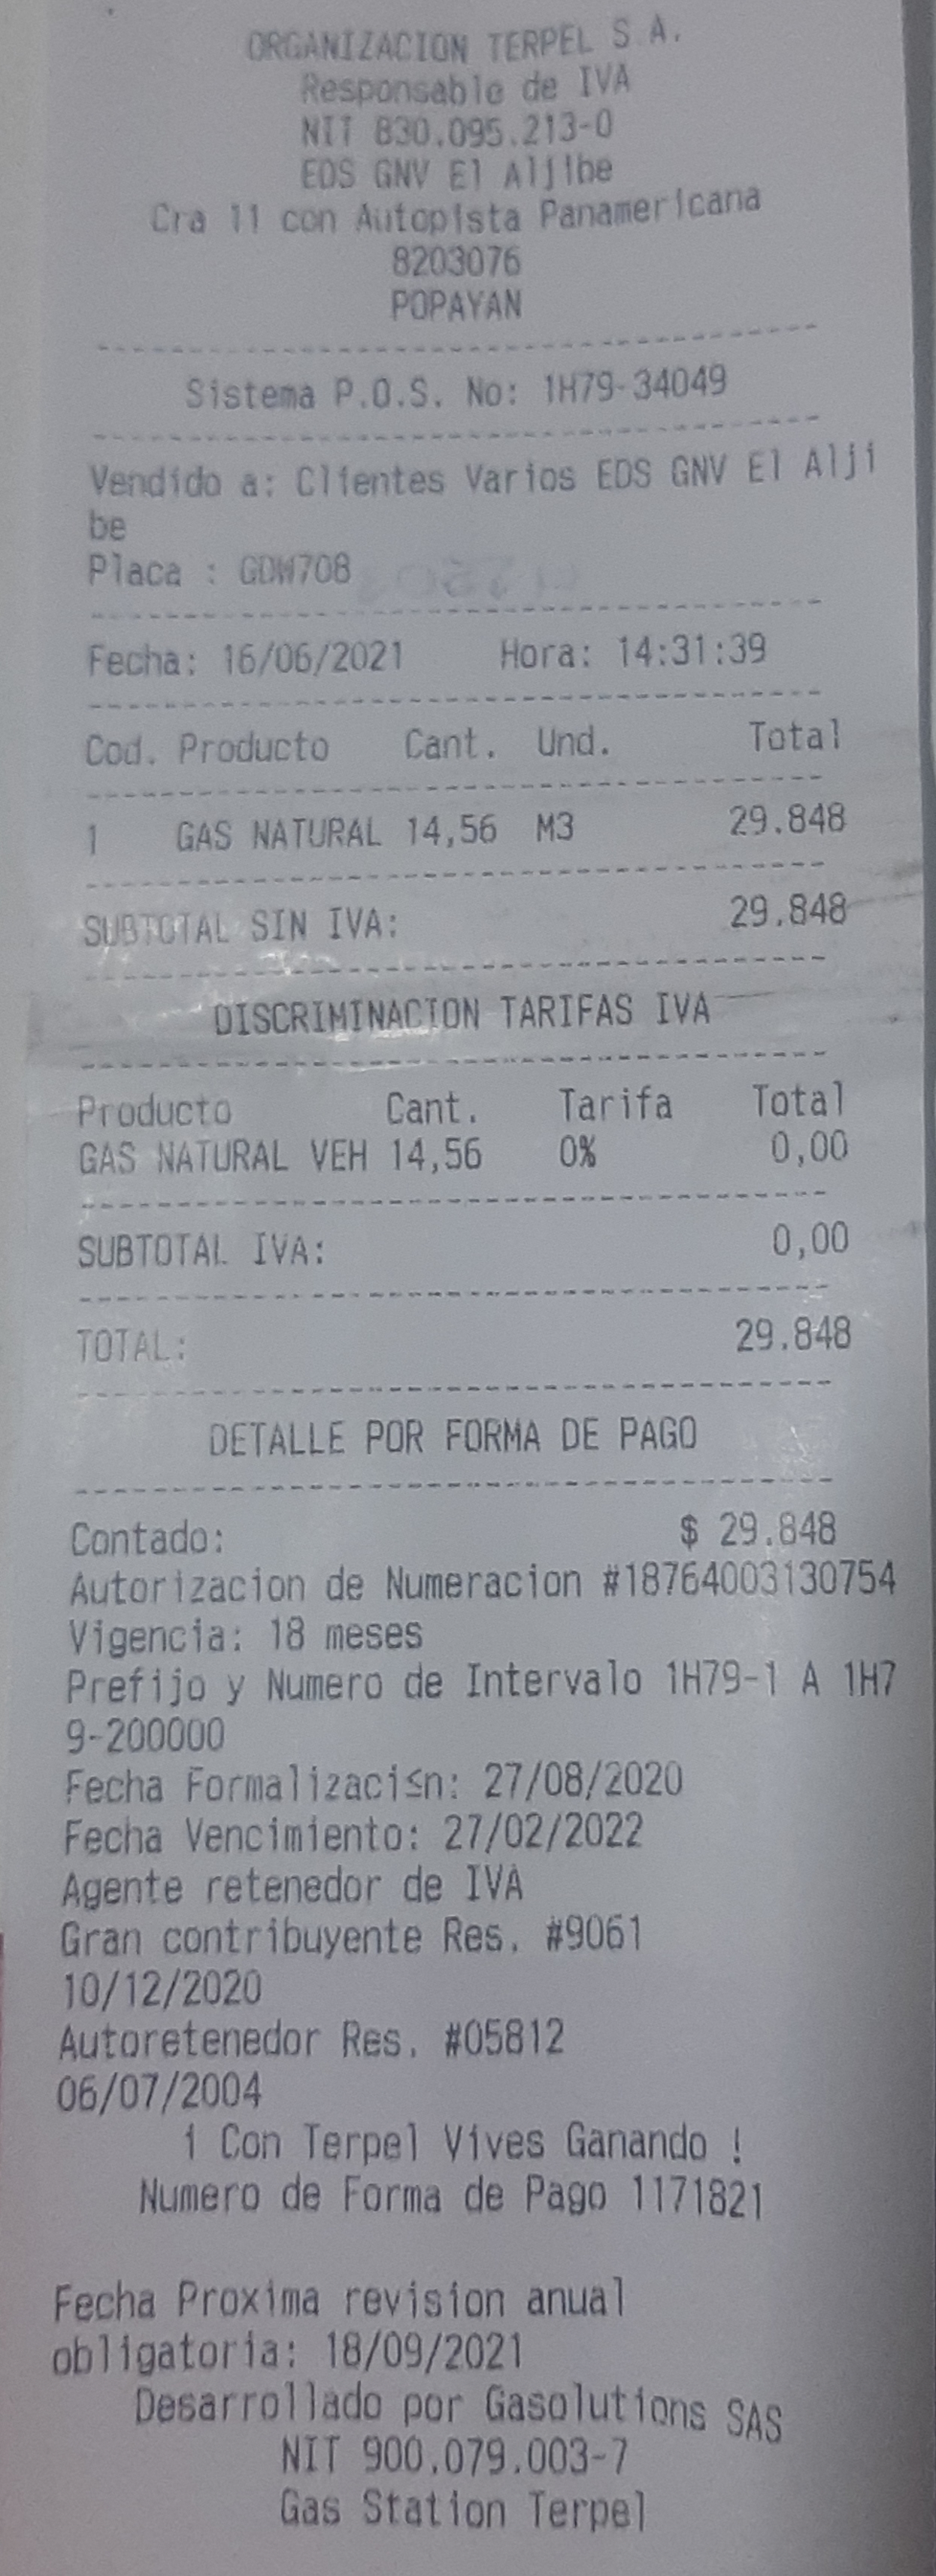 ORGANIZACION TERPEL S.A.
Responsable de IVA
NIT 830.095.213-0
EDS GNV El Aljibe
Cra 11 con Autopista Panamericana
8203076
POPAYAN
Sistema P.O.S. No: 1H79-34049
Vendido a: Clientes Varios EDS GNV El Alji
be
Placa : GDW708
Fecha: 16/06/2021 Hora: 14:31:39
Cod. Producto Cant. Und. Total
1 GAS NATURAL 14,56 M3 29.848
SUBTOTAL SIN IVA: 29.848
DISCRIMINACION TARIFAS IVA
Producto Cant. Tarifa Total
GAS NATURAL VEH 14,56 0% 0,00
SUBTOTAL IVA: 0,00
TOTAL: 29.848
DETALLE POR FORMA DE PAGO
Contado: $ 29.848
Autorizacion de Numeracion #18764003130754
Vigencia: 18 meses
Prefijo y Numero de Intervalo 1H79-1 A 1H7
9-200000
Fecha Formalizaci≤n: 27/08/2020
Fecha Vencimiento: 27/02/2022
Agente retenedor de IVA
Gran contribuyente Res. #9061
10/12/2020
Autoretenedor Res. #05812
06/07/2004
¡ Con Terpel Vives Ganando !
Numero de Forma de Pago 1171821
Fecha Proxima revision anual
obligatoria: 18/09/2021
Desarrollado por Gasolutions SAS
NIT 900.079.003-7
Gas Station Terpel